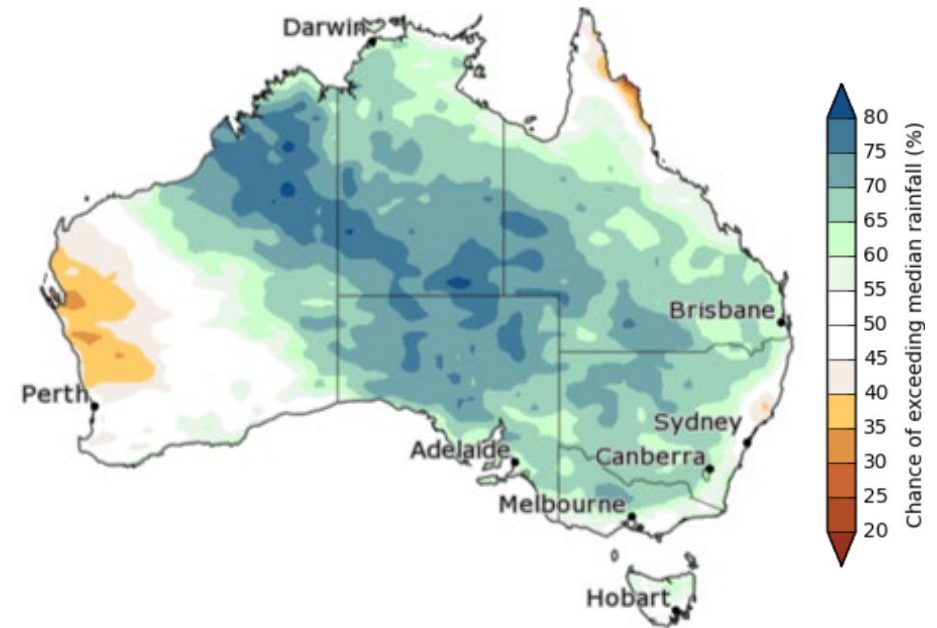 Darwin
Brisbane
Perth
Sydney
Adelaide
Canberra
Melbourne
Hobart
80
75
70
65
60
55
50
45
40
35
30
25
20
Chance of exceeding median rainfall (%)